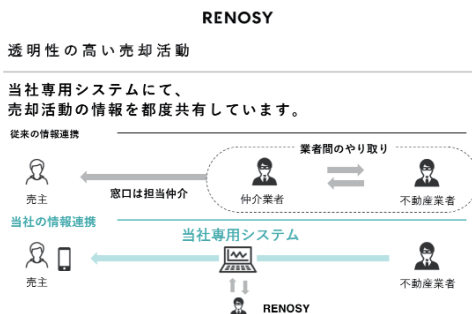 RENOSY
透明性の高い売却活動
当社専用システムにて、
売却活動の情報を都度共有しています。
従来の情報連携
業者間のやり取り
窓口は担当仲介
売主
仲介業者
不動産業者
当社の情報連携
当社専用システム
売主
不動産業者
RENOSY